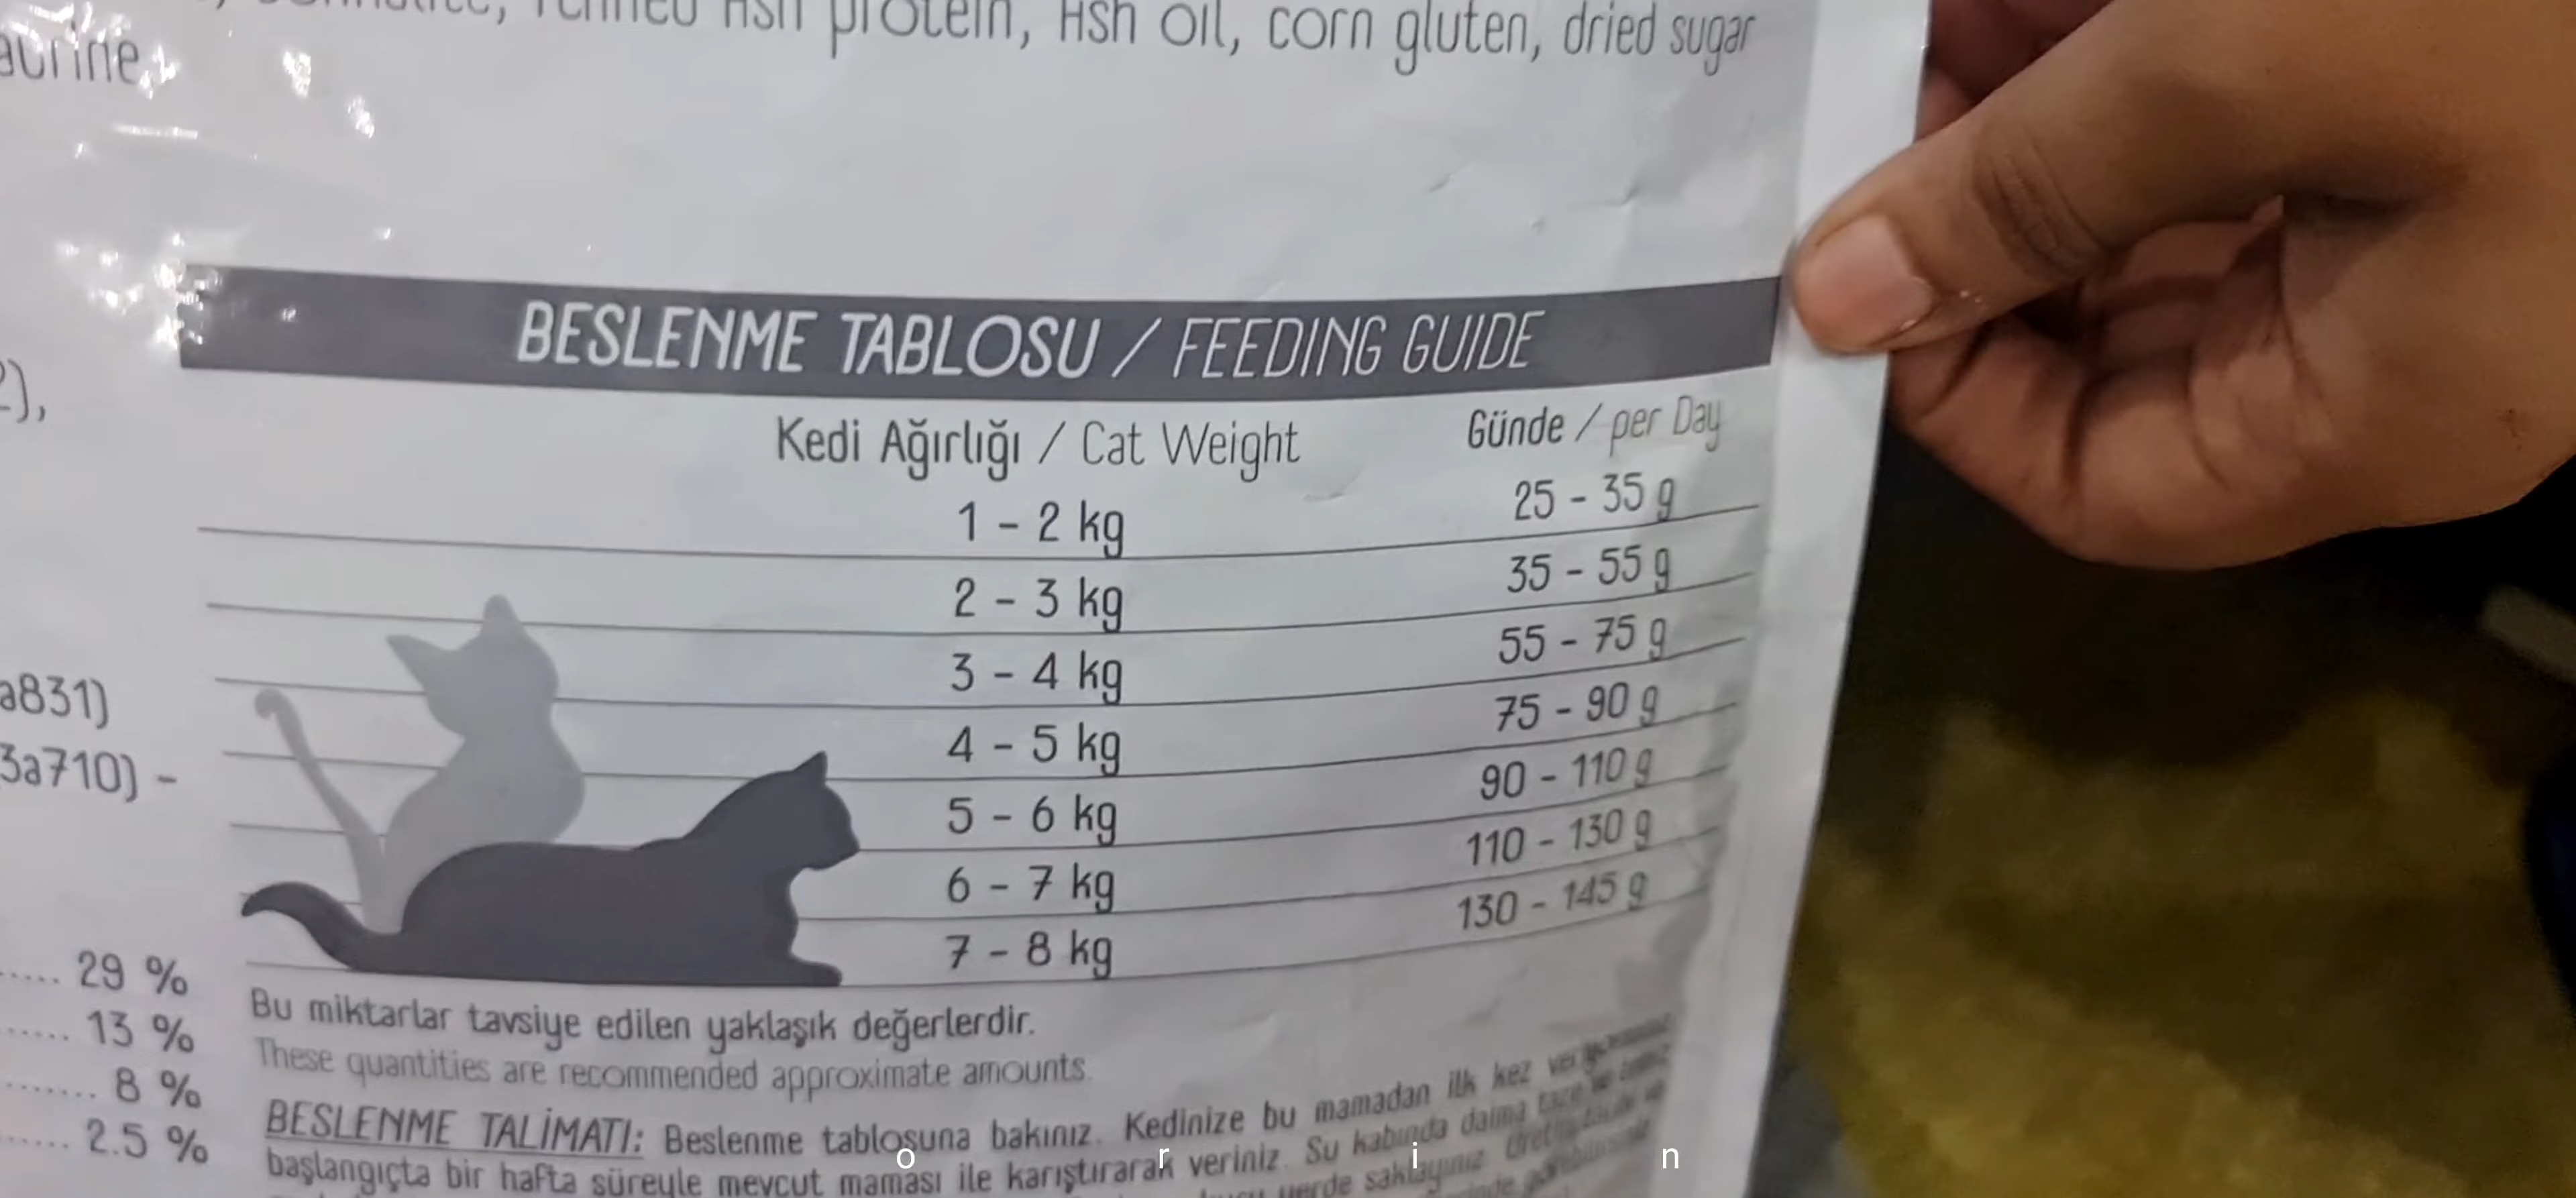 protein, fish oil, corn gluten, dried sugar
BESLENME TABLOSU / FEEDING GUIDE
Kedi Ağırlığı / Cat Weight Günde / per Day
1 - 2 kg 25 - 35 g
2 - 3 kg 35 - 55 g
3 - 4 kg 55 - 75 g
4 - 5 kg 75 - 90 g
5 - 6 kg 90 - 110 g
6 - 7 kg 110 - 130 g
7 - 8 kg 130 - 145 g
2),
a831)
3a710) -
29 %
13 %
8 %
2.5 %
Bu miktarlar tavsiye edilen yaklaşık değerlerdir.
These quantities are recommended approximate amounts.
BESLENME TALİMATI: Beslenme tablosuna bakınız. Kedinize bu mamadan ilk kez
başlangıçta bir hafta süreyle mevcut maması ile karıştırarak veriniz. Su kabında daima taze
yerde saklayınız.
o r i n